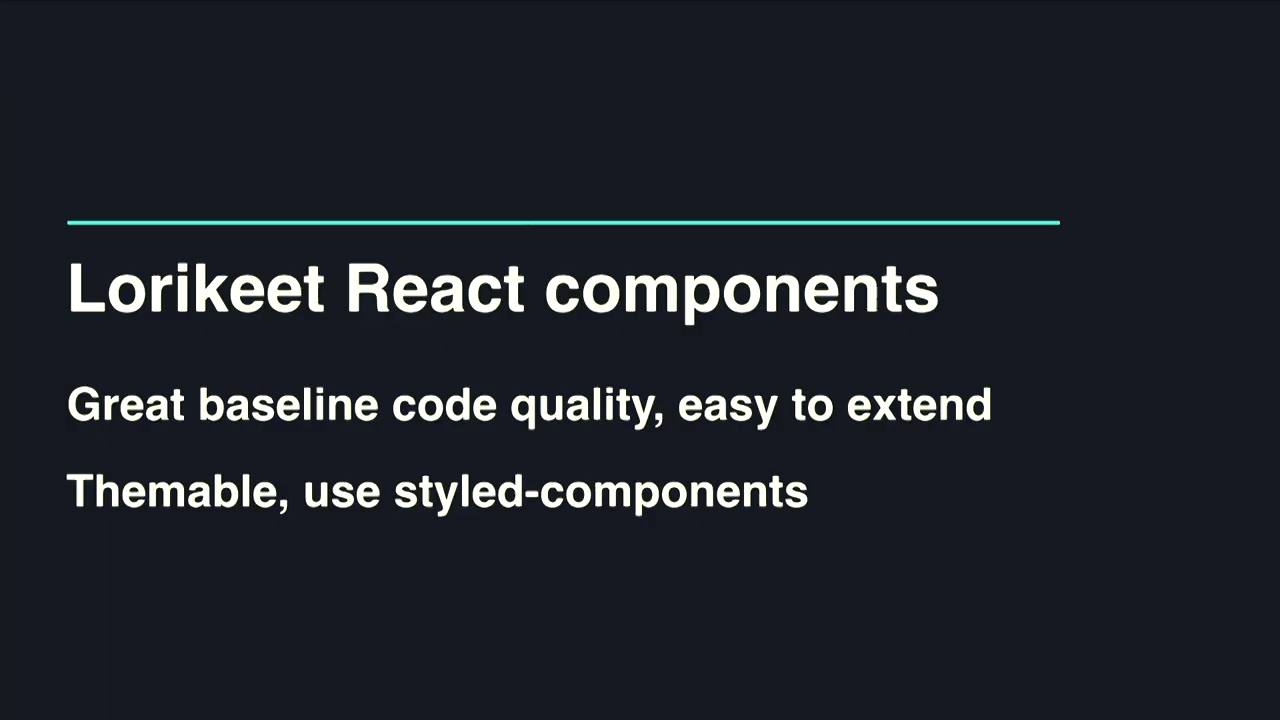 Lorikeet React components
Great baseline code quality, easy to extend
Themable, use styled-components